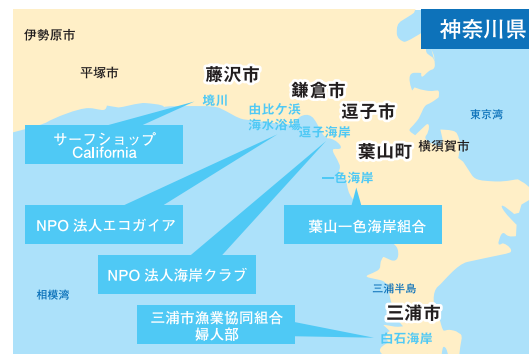 神奈川県
伊勢原市
平塚市
藤沢市
鎌倉市
逗子市
葉山町
横須賀市
東京湾
境川
由比ケ浜
海水浴場
逗子海岸
一色海岸
サーフショップ
California
NPO 法人エコガイア
葉山一色海岸組合
NPO 法人海岸クラブ
相模湾
三浦半島
三浦市
三浦市漁業協同組合
婦人部
白石海岸